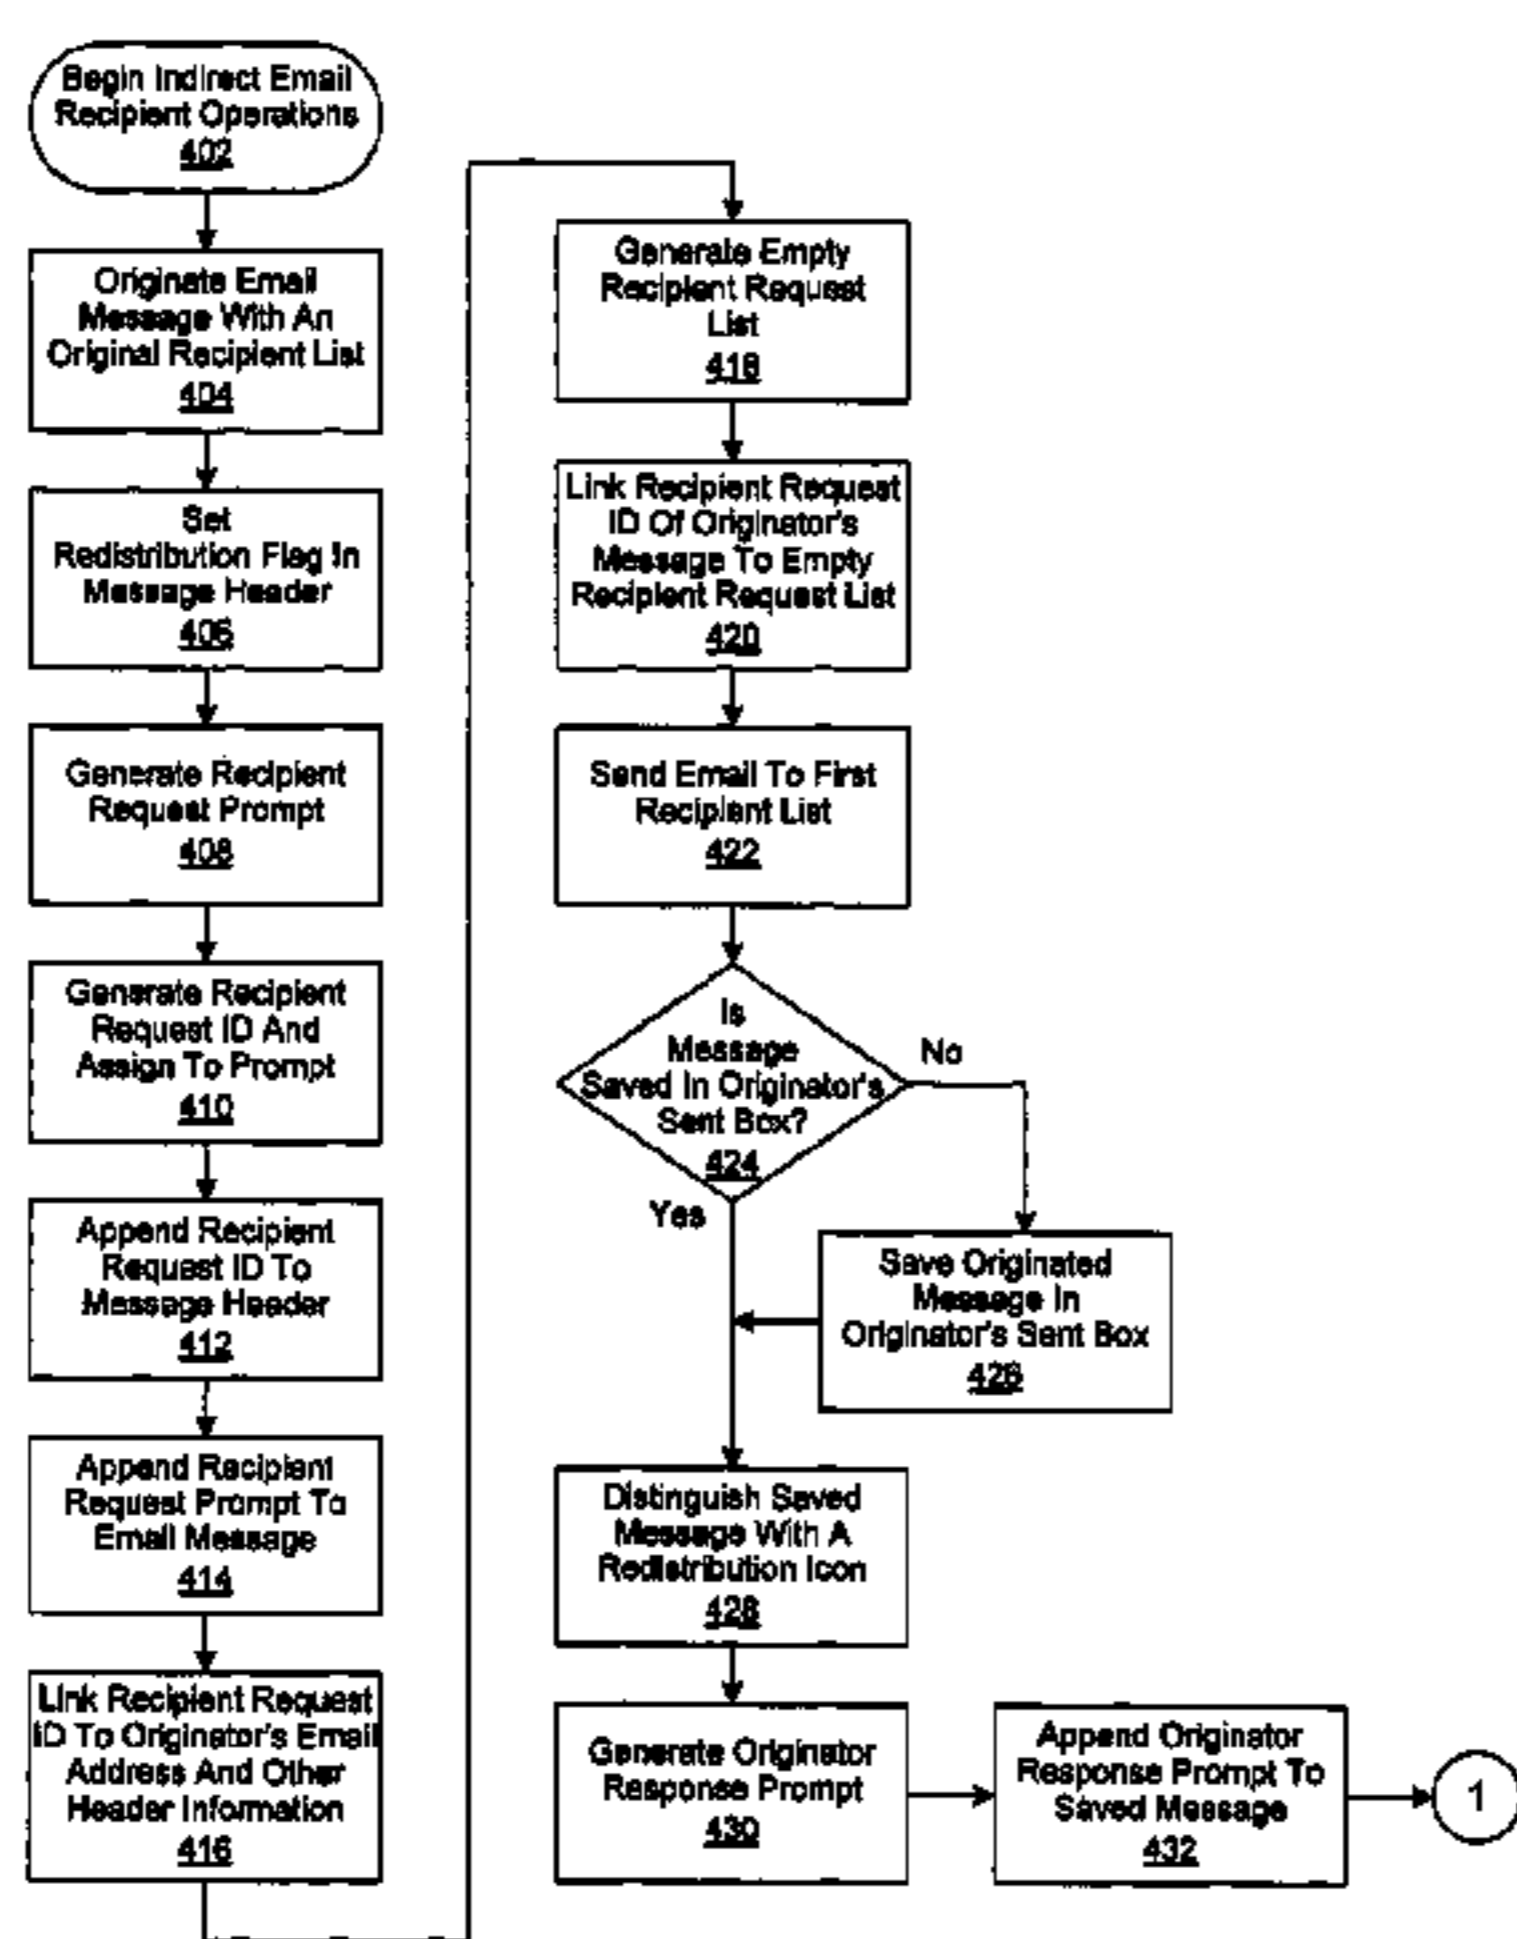 Begin Indirect Email
Recipient Operations
402
Originate Email
Message With An
Original Recipient List
404
Set
Redistribution Flag In
Message Header
406
Generate Recipient
Request Prompt
408
Generate Recipient
Request ID And
Assign To Prompt
410
Append Recipient
Request ID To
Message Header
412
Append Recipient
Request Prompt To
Email Message
414
Link Recipient Request
ID To Originator's Email
Address And Other
Header Information
416
Generate Empty
Recipient Request
List
418
Link Recipient Request
ID Of Originator's
Message To Empty
Recipient Request List
420
Send Email To First
Recipient List
422
Is
Message
Saved In Originator's
Sent Box?
424
No
Yes
Save Originated
Message In
Originator's Sent Box
426
Distinguish Saved
Message With A
Redistribution Icon
428
Generate Originator
Response Prompt
430
Append Originator
Response Prompt To
Saved Message
432
1